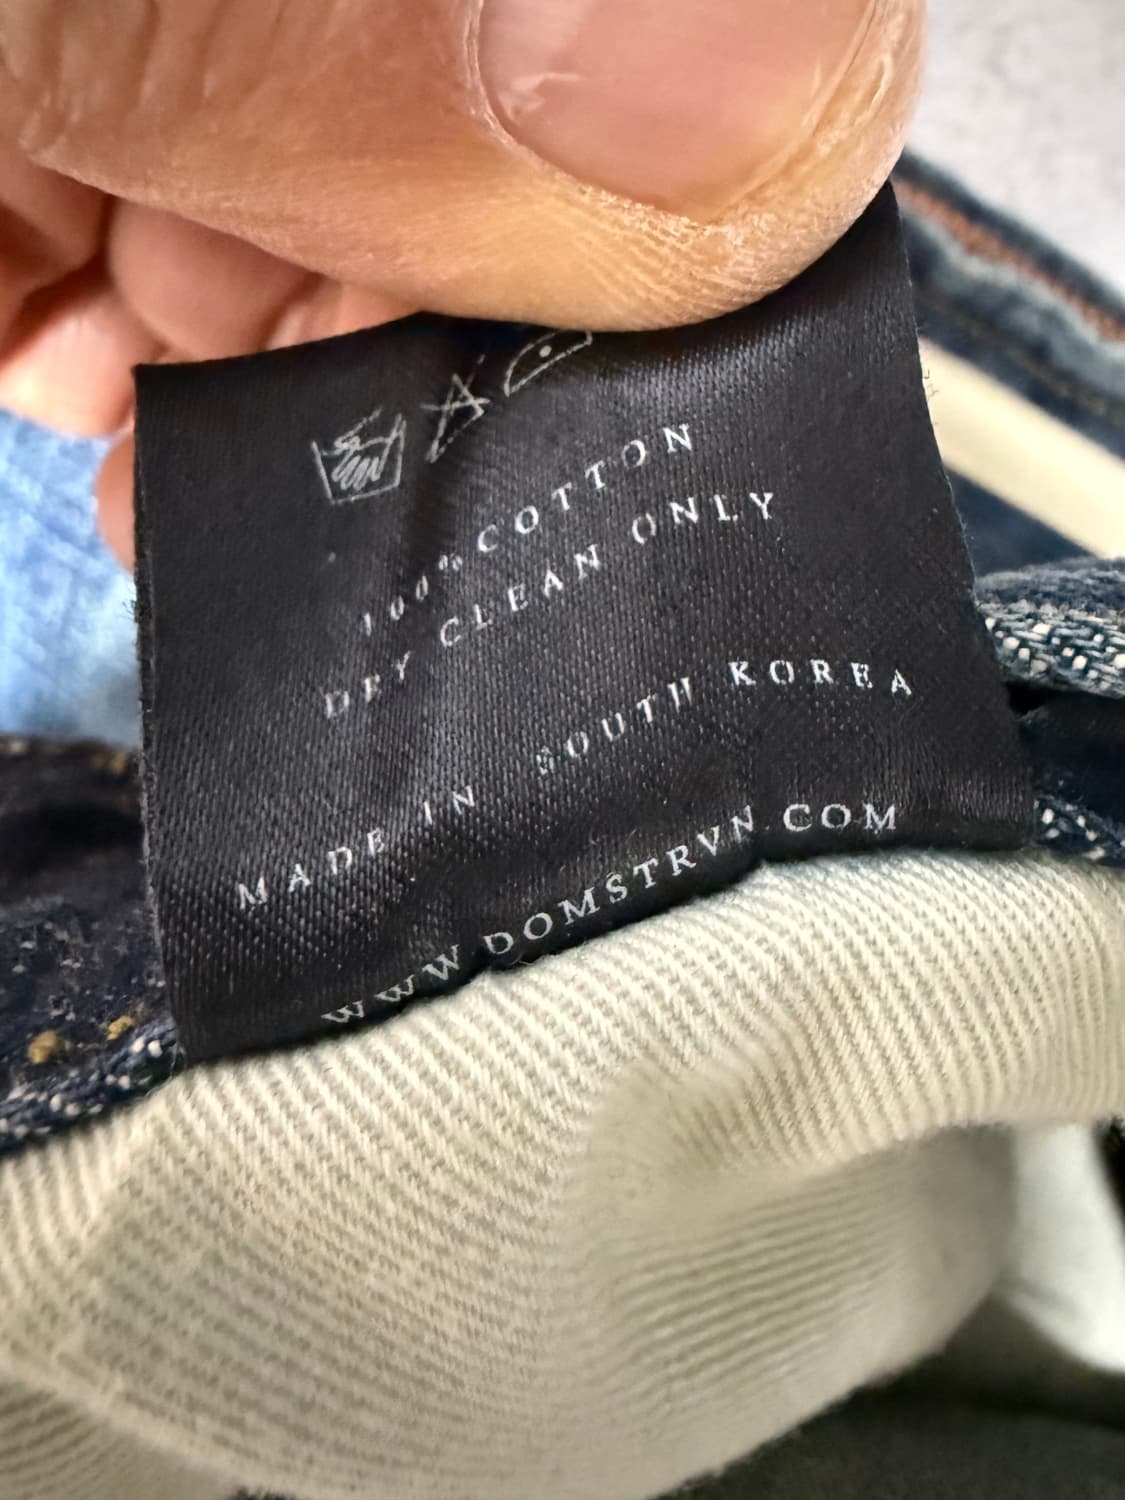 100% COTTON
DRY CLEAN ONLY
MADE IN SOUTH KOREA
WWW.DOMSTRVN.COM